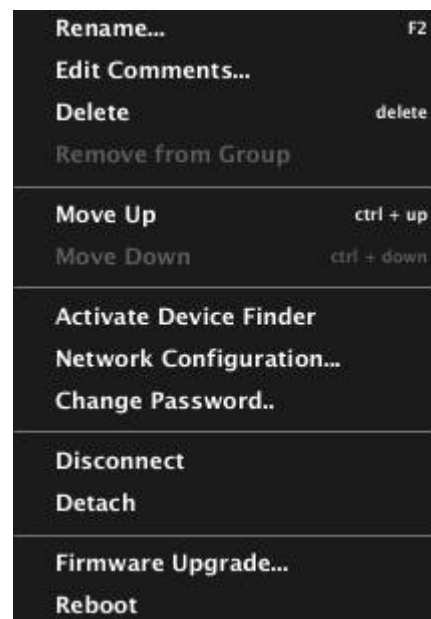 Rename... F2
Edit Comments...
Delete delete
Remove from Group
Move Up ctrl + up
Move Down ctrl + down
Activate Device Finder
Network Configuration...
Change Password..
Disconnect
Detach
Firmware Upgrade...
Reboot